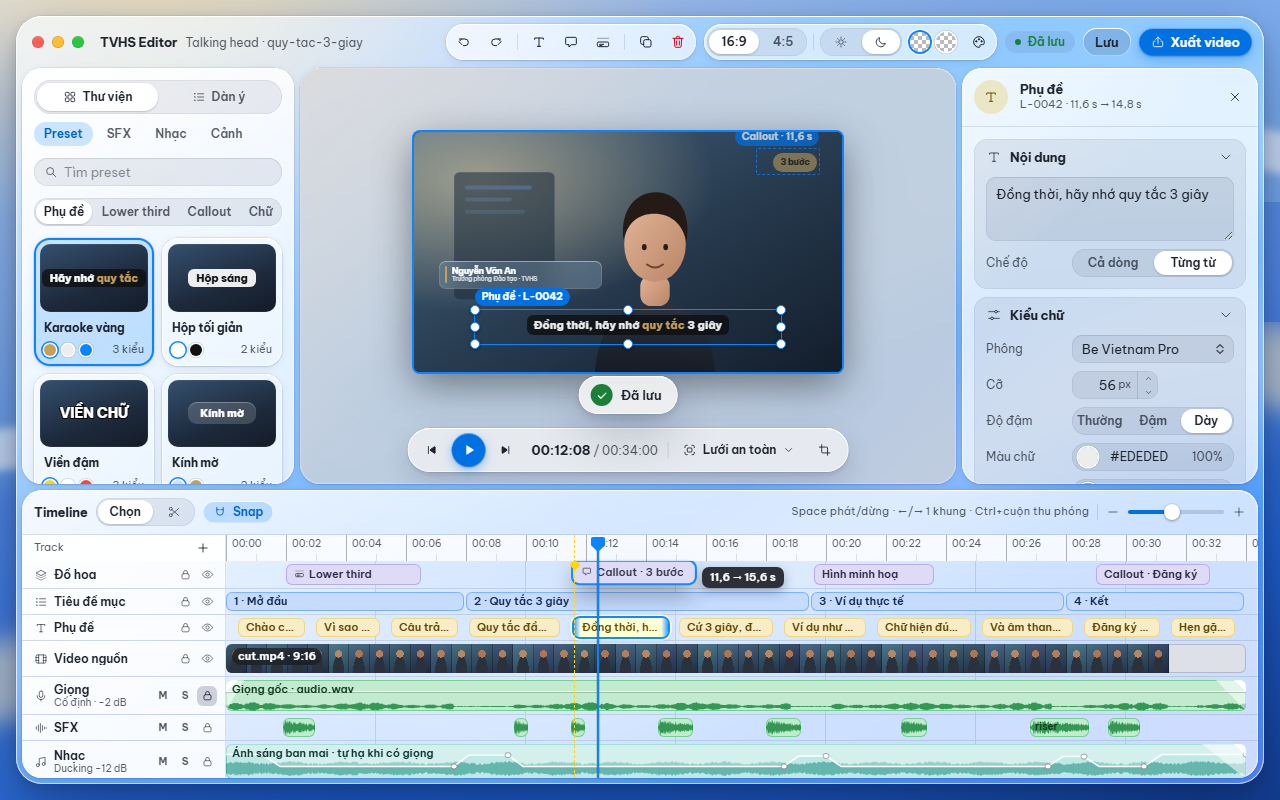 TVHS Editor Talking head · quy-tac-3-giay
16:9 4:5
Đã lưu
Lưu
Xuất video
Thư viện Dàn ý
Preset SFX Nhạc Cảnh
Tìm preset
Phụ đề Lower third Callout Chữ
Hãy nhớ quy tắc
Karaoke vàng
3 kiểu
Hộp sáng
Hộp tối giản
2 kiểu
VIỀN CHỮ
Viền đậm
Kính mờ
Kính mờ
Callout · 11,6 s
3 bước
Nguyễn Văn An
Trưởng phòng Đào tạo · TVHS
Phụ đề · L-0042
Đồng thời, hãy nhớ quy tắc 3 giây
Đã lưu
00:12:08 / 00:34:00
Lưới an toàn
Phụ đề
L-0042 · 11,6 s → 14,8 s
Nội dung
Đồng thời, hãy nhớ quy tắc 3 giây
Chế độ Cả dòng Từng từ
Kiểu chữ
Phông Be Vietnam Pro
Cỡ 56 px
Độ đậm Thường Đậm Dày
Màu chữ #EDEDED 100%
Timeline Chọn Snap
Space phát/dừng · ←/→ 1 khung · Ctrl+cuộn thu phóng
Track
00:00 00:02 00:04 00:06 00:08 00:10 00:12 00:14 00:16 00:18 00:20 00:22 00:24 00:26 00:28 00:30 00:32
Đồ hoạ Lower third Callout · 3 bước 11,6 → 15,6 s Hình minh hoạ Callout · Đăng ký
Tiêu đề mục 1 · Mở đầu 2 · Quy tắc 3 giây 3 · Ví dụ thực tế 4 · Kết
Phụ đề Chào c... Vì sao ... Câu trả... Quy tắc đầ... Đồng thời, h... Cứ 3 giây, đ... Ví dụ như ... Chữ hiện đú... Và âm than... Đăng ký ... Hẹn gặ...
Video nguồn cut.mp4 · 9:16
Giọng
Cố định · −2 dB
M S
Giọng gốc · audio.wav
SFX M S riser
Nhạc
Ducking −12 dB
M S
Ánh sáng ban mai · tự hạ khi có giọng